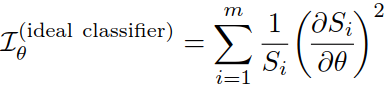 $\mathcal{I}_{\theta}^{(\text{ideal classifier})} = \sum_{i=1}^{m} \frac{1}{S_i} \left( \frac{\partial S_i}{\partial \theta} \right)^2$